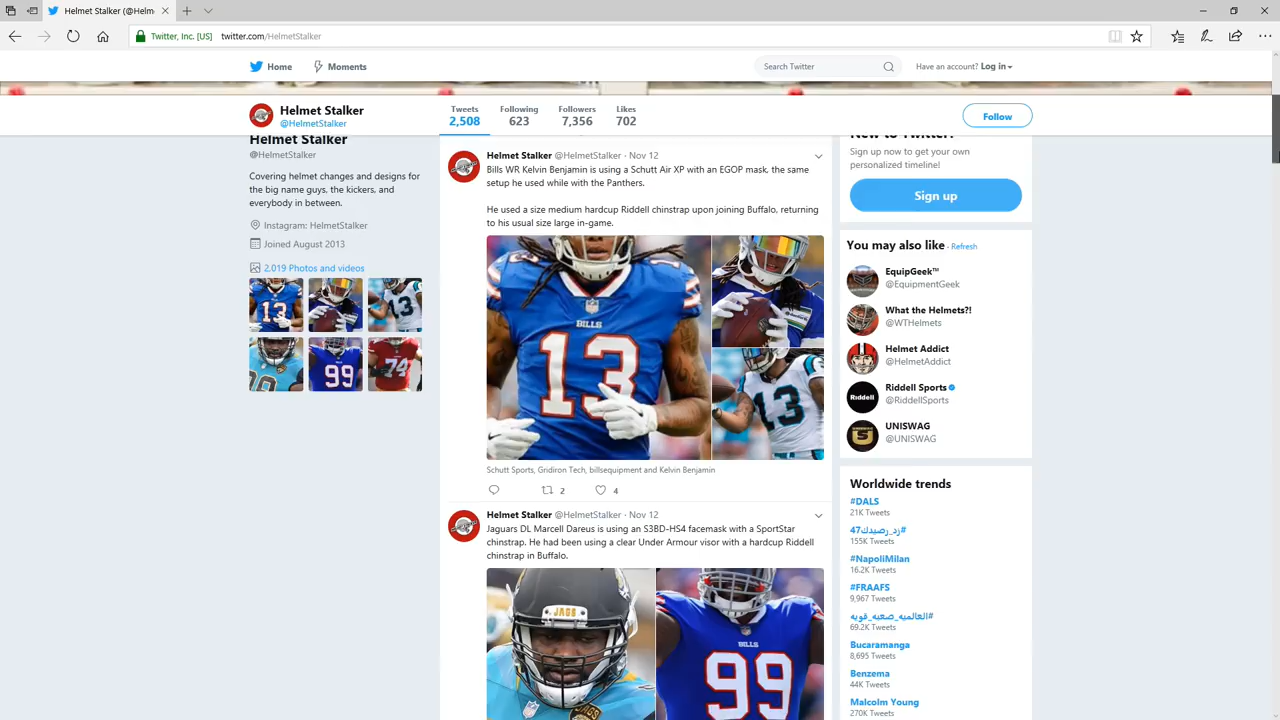 Helmet Stalker (@Helm
Twitter, Inc. [US]
twitter.com/HelmetStalker
Home
Moments
Search Twitter
Have an account? Log in
Helmet Stalker
@HelmetStalker
Tweets
2,508
Following
623
Followers
7,356
Likes
702
Follow
Helmet Stalker
@HelmetStalker
Covering helmet changes and designs for
the big name guys, the kickers, and
everybody in between.
Instagram: HelmetStalker
Joined August 2013
2,019 Photos and videos
13
99
74
Helmet Stalker @HelmetStalker · Nov 12
Bills WR Kelvin Benjamin is using a Schutt Air XP with an EGOP mask, the same
setup he used while with the Panthers.
He used a size medium hardcup Riddell chinstrap upon joining Buffalo, returning
to his usual size large in-game.
BILLS
13
13
Schutt Sports, Gridiron Tech, billsequipment and Kelvin Benjamin
2
4
Helmet Stalker @HelmetStalker · Nov 12
Jaguars DL Marcell Dareus is using an S3BD-HS4 facemask with a SportStar
chinstrap. He had been using a clear Under Armour visor with a hardcup Riddell
chinstrap in Buffalo.
JAGS
BILLS
99
New to Twitter?
Sign up now to get your own
personalized timeline!
Sign up
You may also like · Refresh
EquipGeek™
@EquipmentGeek
What the Helmets?!
@WTHelmets
Helmet Addict
@HelmetAddict
Riddell
Riddell Sports
@RiddellSports
UNISWAG
@UNISWAG
Worldwide trends
#DALS
21K Tweets
#زد_رصيدك47
155K Tweets
#NapoliMilan
16.2K Tweets
#FRAAFS
9,967 Tweets
#العالميه_صعبه_قويه
69.2K Tweets
Bucaramanga
8,695 Tweets
Benzema
44K Tweets
Malcolm Young
270K Tweets